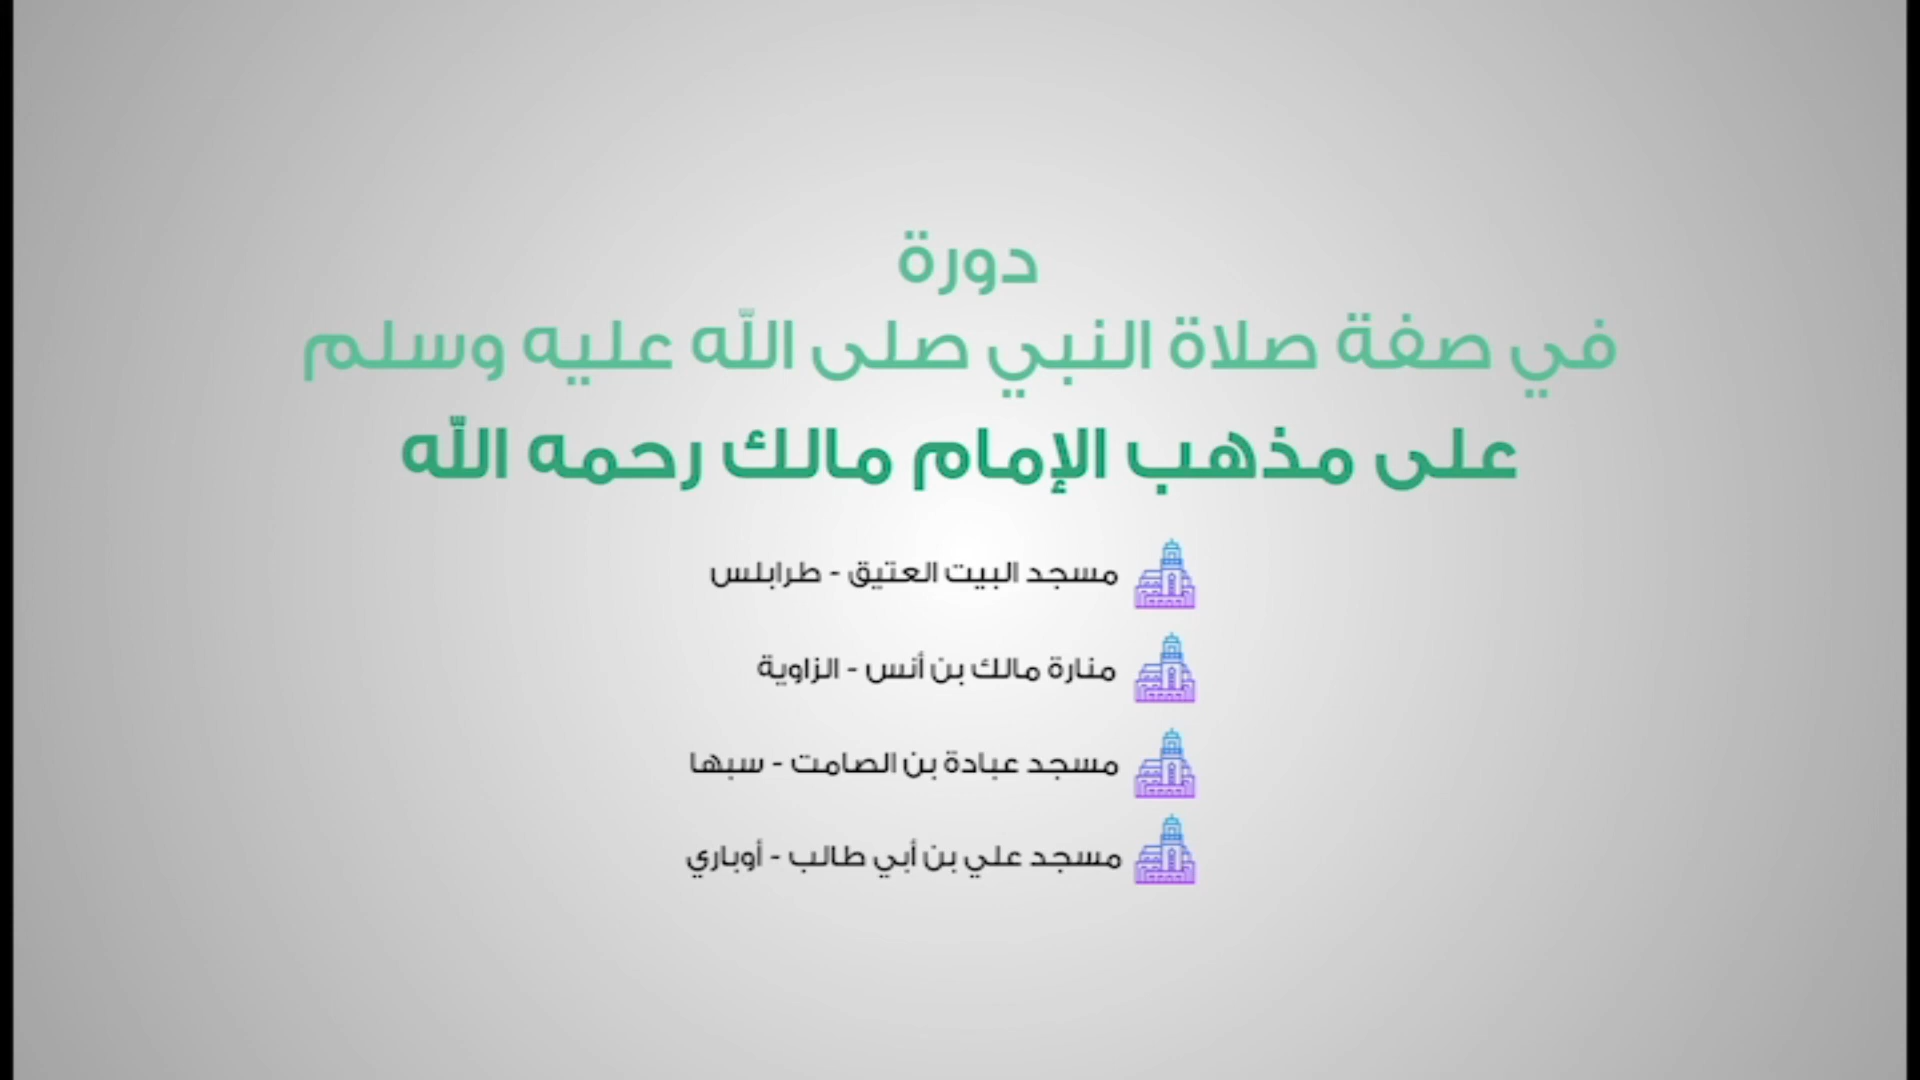 دورة
في صفة صلاة النبي صلى الله عليه وسلم
على مذهب الإمام مالك رحمه الله
مسجد البيت العتيق - طرابلس
منارة مالك بن أنس - الزاوية
مسجد عبادة بن الصامت - سبها
مسجد علي بن أبي طالب - أوباري